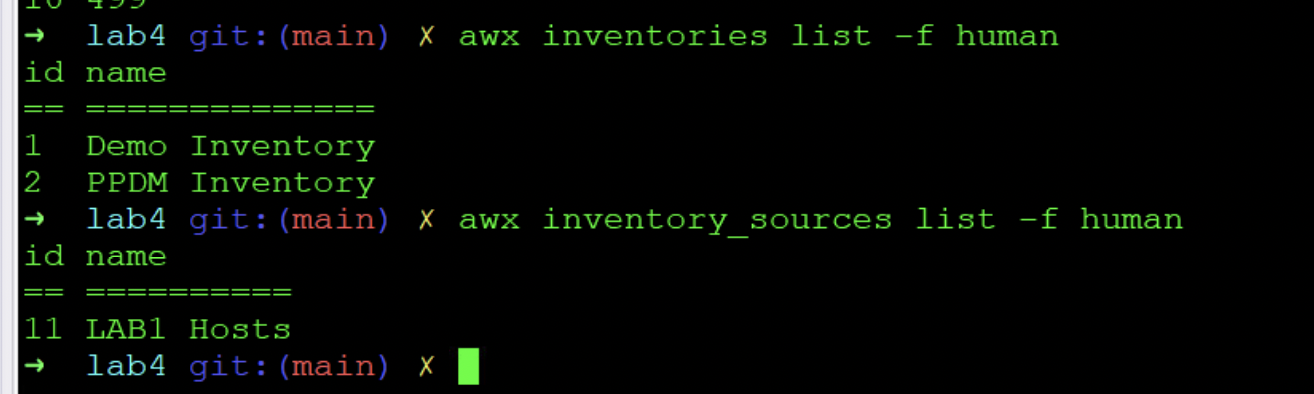 10 499
→ lab4 git:(main) ✗ awx inventories list -f human
id name
== ==============
1  Demo Inventory
2  PPDM Inventory
→ lab4 git:(main) ✗ awx inventory_sources list -f human
id name
== ==========
11 LAB1 Hosts
→ lab4 git:(main) ✗